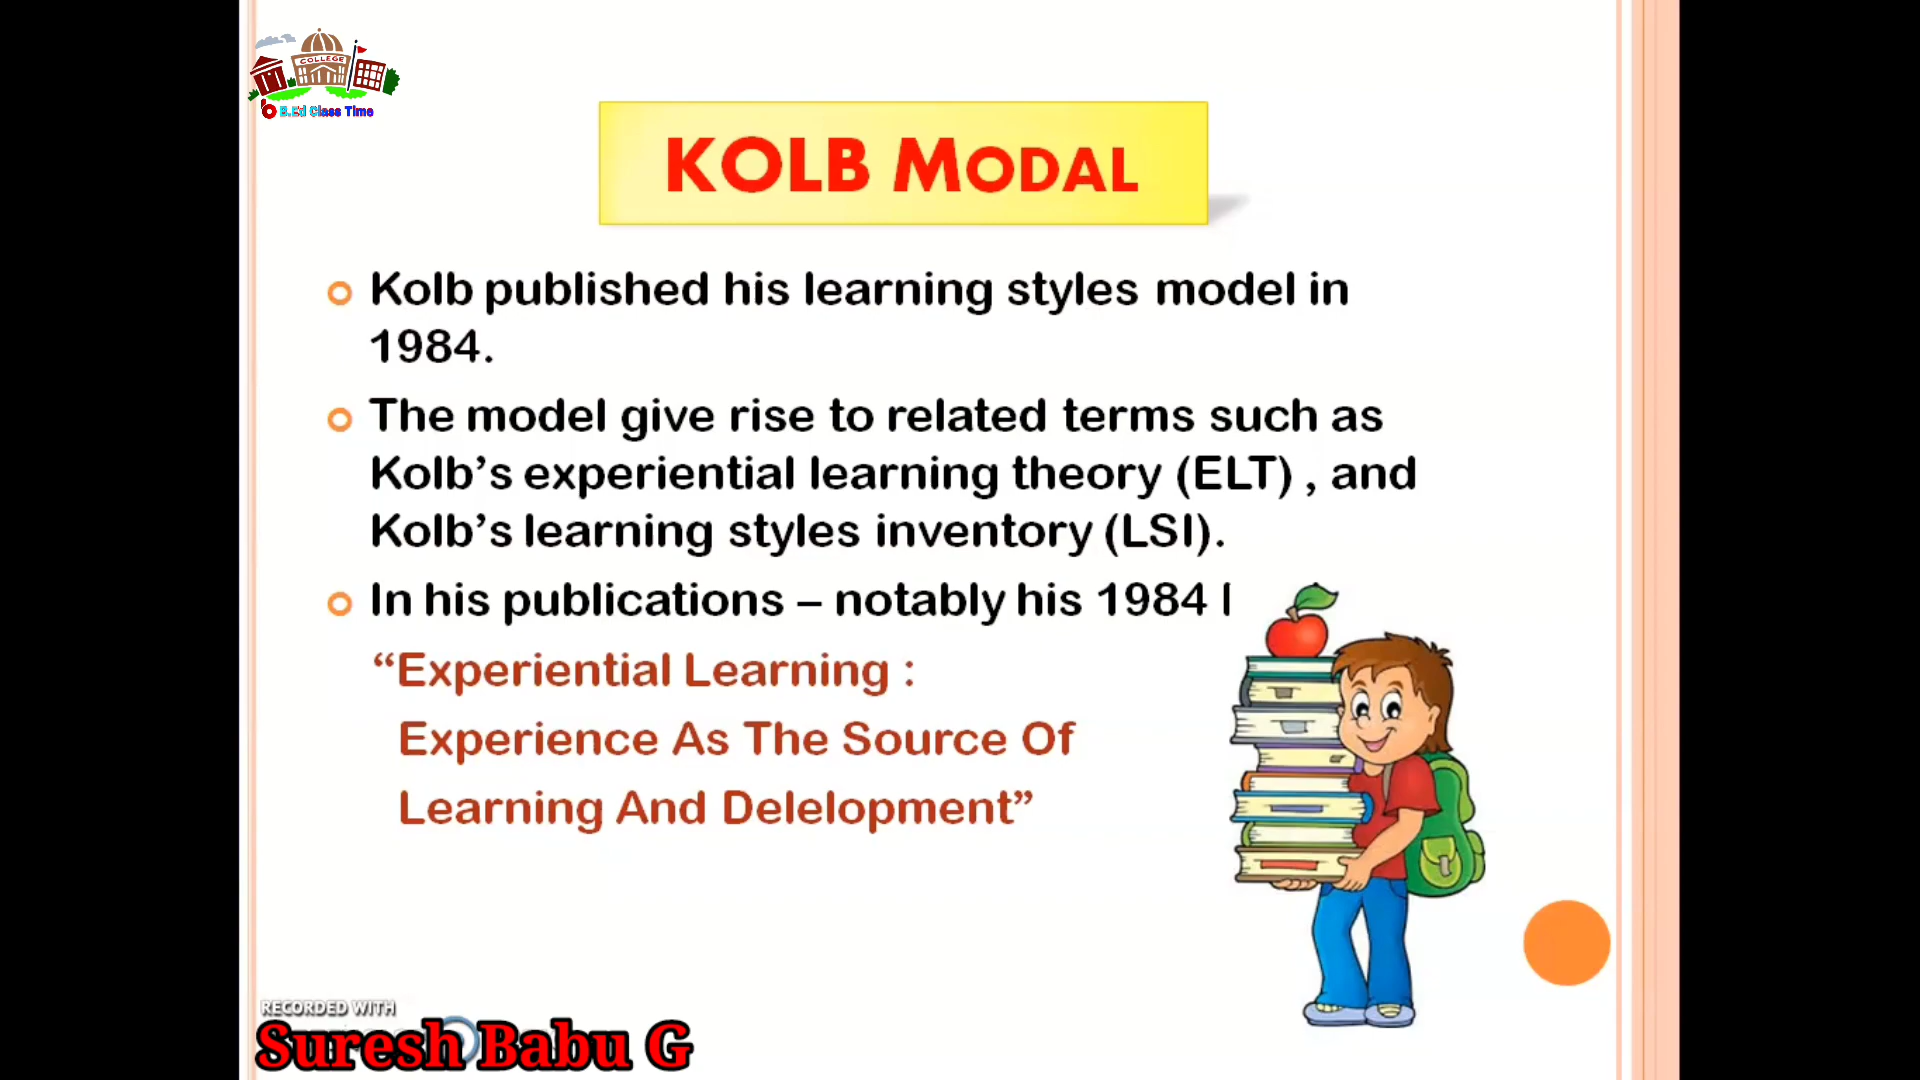 COLLEGE
B.Ed Class Time
KOLB MODAL
Kolb published his learning styles model in
1984.
The model give rise to related terms such as
Kolb’s experiential learning theory (ELT) , and
Kolb’s learning styles inventory (LSI).
In his publications – notably his 1984
“Experiential Learning :
Experience As The Source Of
Learning And Delelopment”
RECORDED WITH
Suresh Babu G